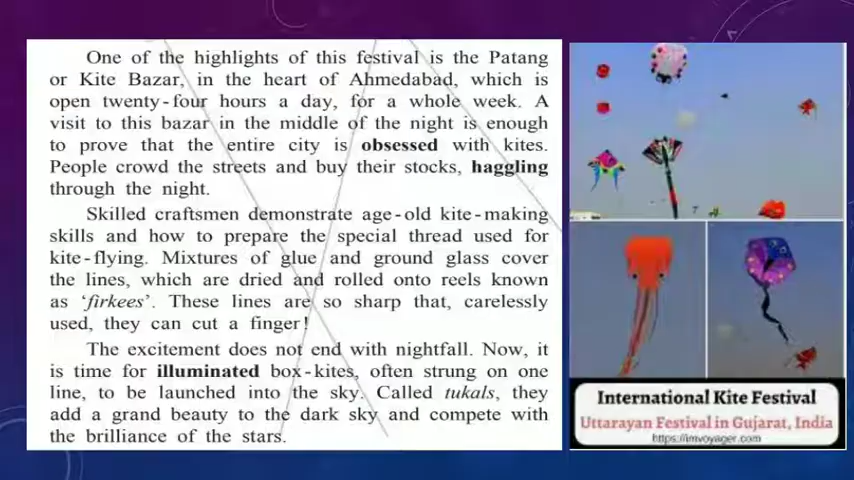 One of the highlights of this festival is the Patang
or Kite Bazar, in the heart of Ahmedabad, which is
open twenty-four hours a day, for a whole week. A
visit to this bazar in the middle of the night is enough
to prove that the entire city is obsessed with kites.
People crowd the streets and buy their stocks, haggling
through the night.
Skilled craftsmen demonstrate age-old kite-making
skills and how to prepare the special thread used for
kite-flying. Mixtures of glue and ground glass cover
the lines, which are dried and rolled onto reels known
as ‘firkees’. These lines are so sharp that, carelessly
used, they can cut a finger!
The excitement does not end with nightfall. Now, it
is time for illuminated box-kites, often strung on one
line, to be launched into the sky. Called tukals, they
add a grand beauty to the dark sky and compete with
the brilliance of the stars.
International Kite Festival
Uttarayan Festival in Gujarat, India
https://imvoyager.com